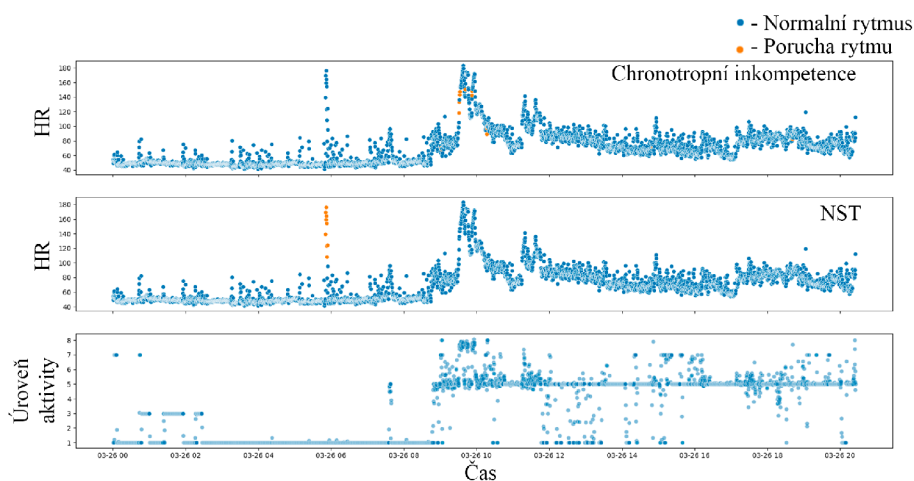 - Normalní rytmus
- Porucha rytmu
Chronotropní inkompetence
HR
180
160
140
120
100
80
60
40
NST
HR
180
160
140
120
100
80
60
40
Úroveň
aktivity
8
7
6
5
4
3
2
1
03-26 00 03-26 02 03-26 04 03-26 06 03-26 08 03-26 10 03-26 12 03-26 14 03-26 16 03-26 18 03-26 20
Čas